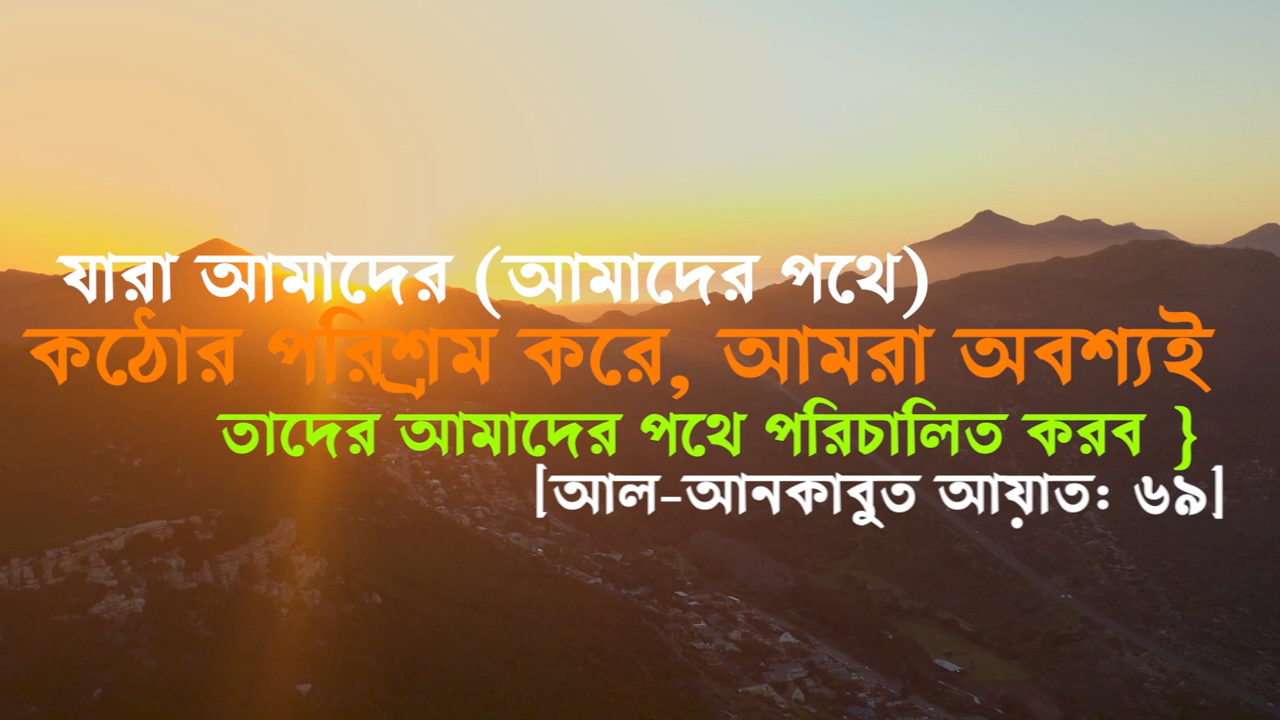 যারা আমাদের (আমাদের পথে)
কঠোর পরিশ্রম করে, আমরা অবশ্যই
তাদের আমাদের পথে পরিচালিত করব }
[আল-আনকাবুত আয়াত: ৬৯]